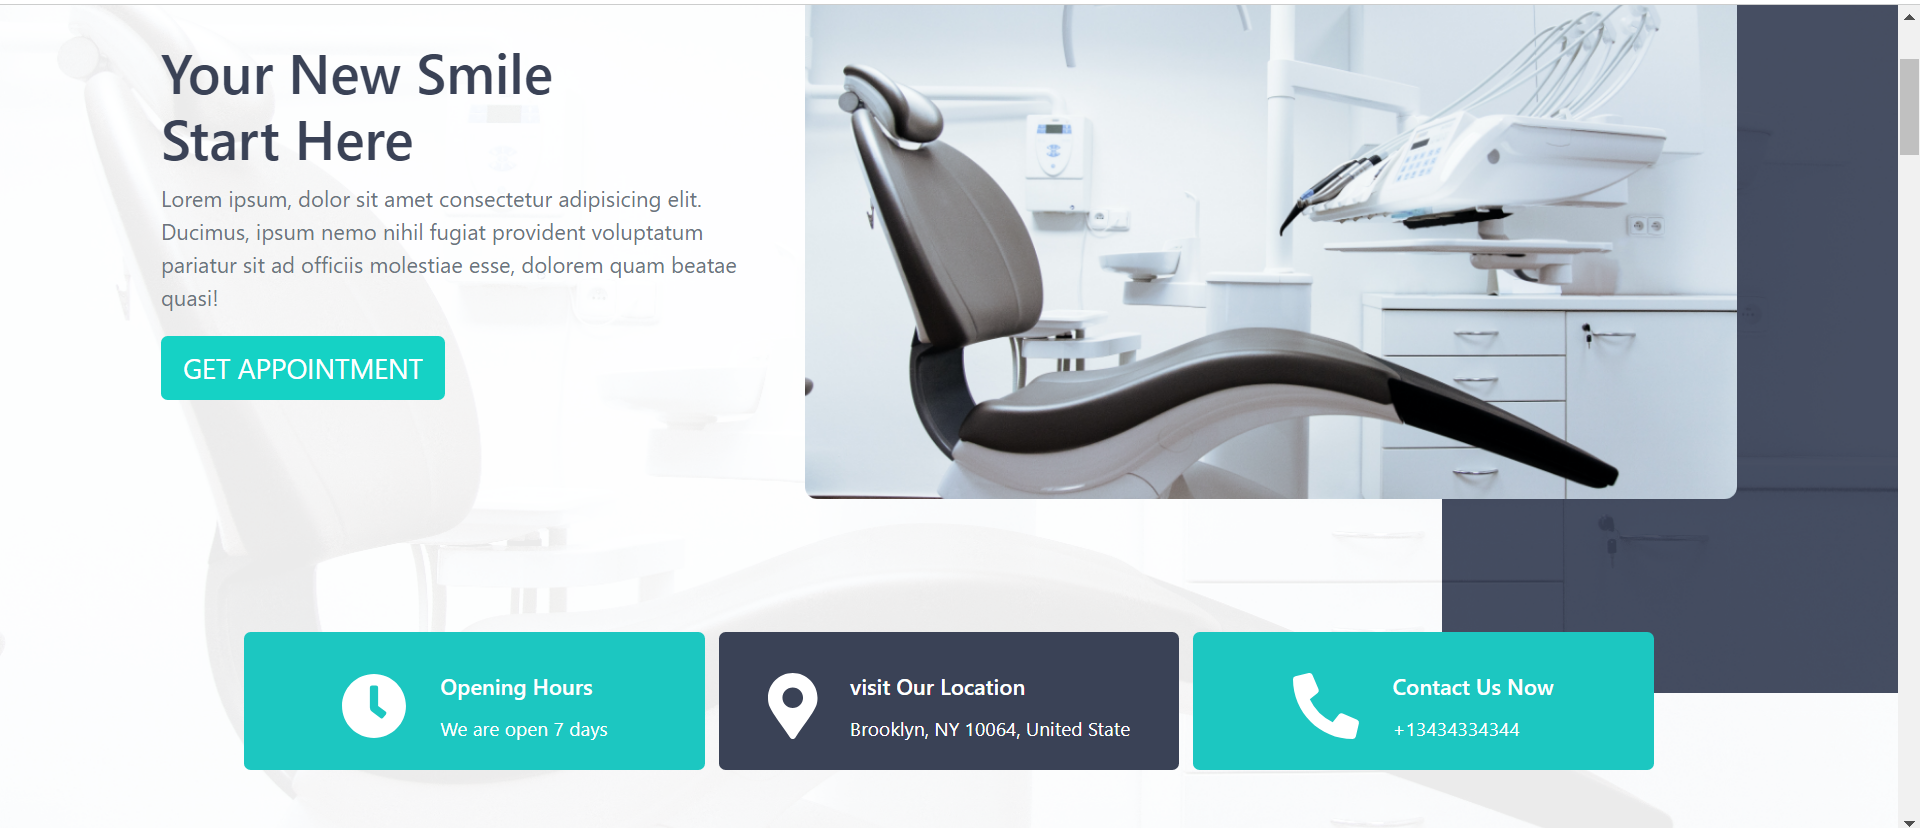 Your New Smile
Start Here
Lorem ipsum, dolor sit amet consectetur adipisicing elit.
Ducimus, ipsum nemo nihil fugiat provident voluptatum
pariatur sit ad officiis molestiae esse, dolorem quam beatae
quasi!
GET APPOINTMENT
Opening Hours
We are open 7 days
visit Our Location
Brooklyn, NY 10064, United State
Contact Us Now
+13434334344